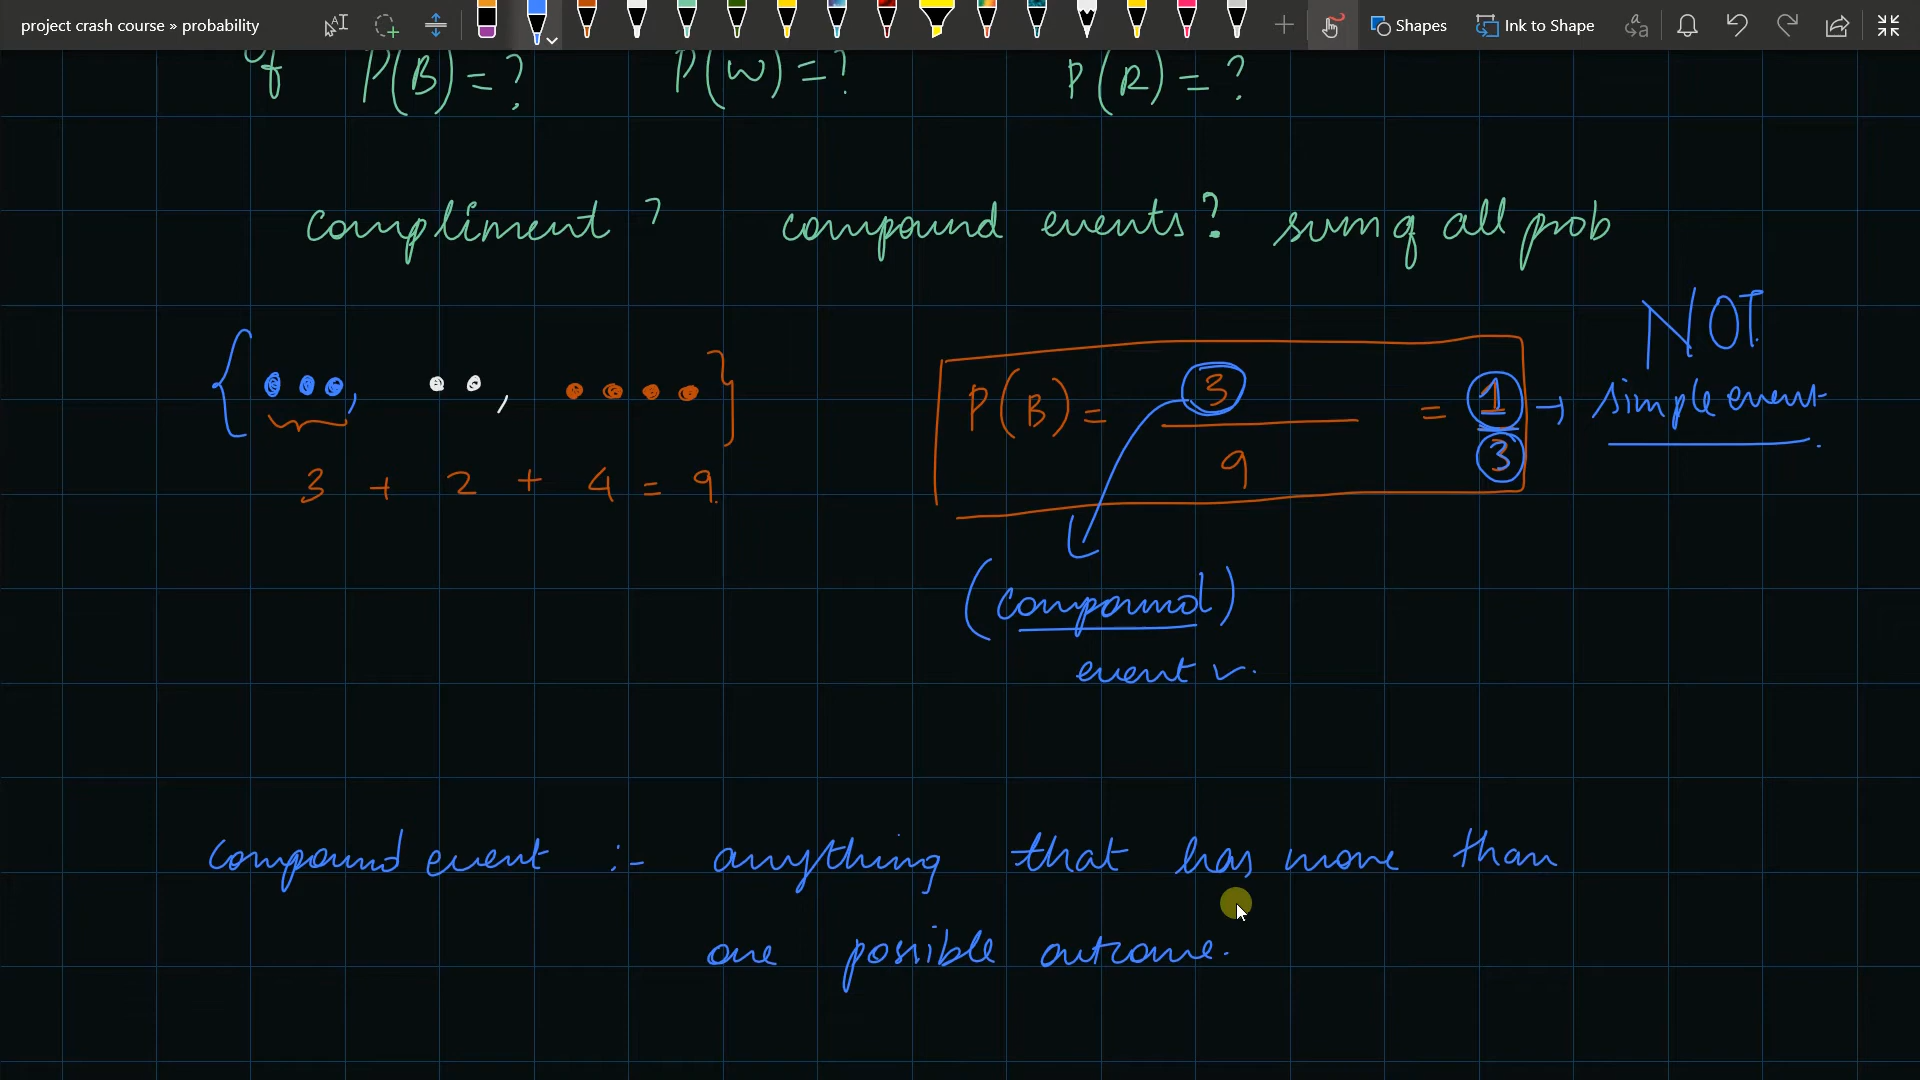 project crash course » probability
Shapes
Ink to Shape
of P(B)=? P(W)=? P(R)=?
compliment? compound events? sum of all prob
NOT
simple event
P(B) = 3/9 = 1/3 →
3 + 2 + 4 = 9.
(compound)
event ✓.
compound event :- anything that has more than
one possible outcome.